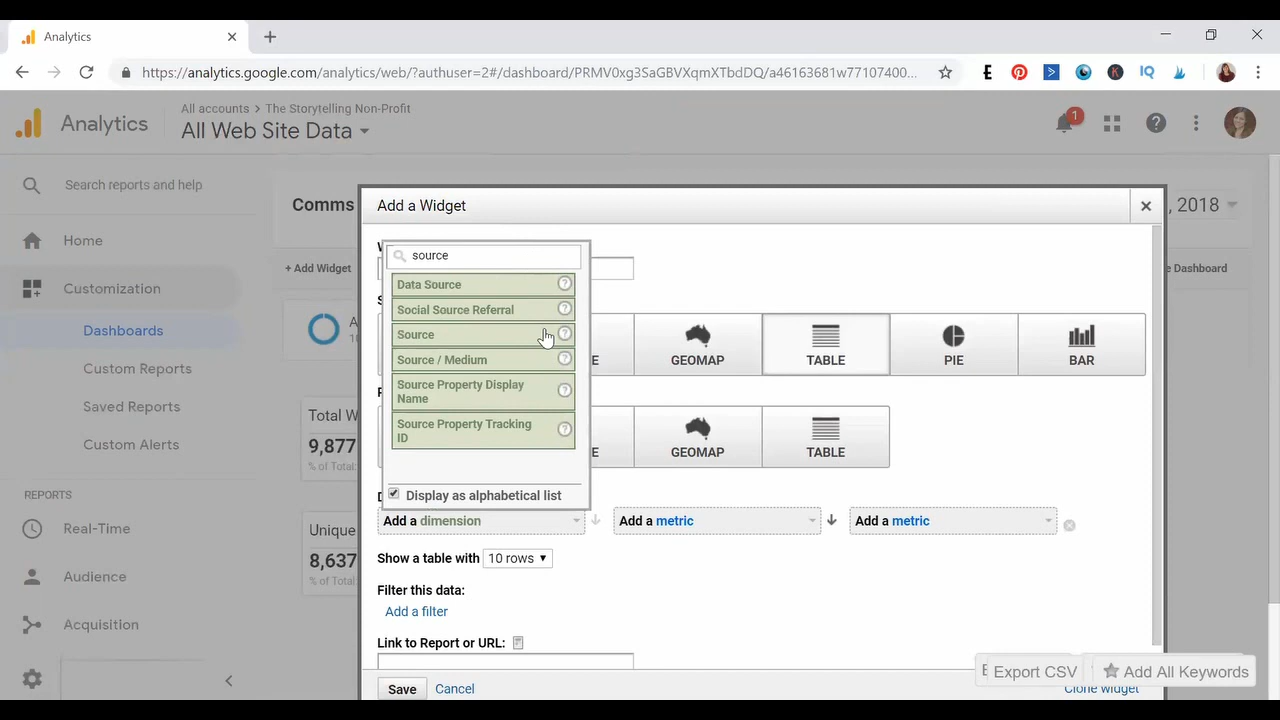 Analytics
https://analytics.google.com/analytics/web/?authuser=2#/dashboard/PRMV0xg3SaGBVXqmXTbdDQ/a46163681w77107400...
IQ
Analytics
All accounts > The Storytelling Non-Profit
All Web Site Data
1
Search reports and help
Home
Customization
Dashboards
Custom Reports
Saved Reports
Custom Alerts
REPORTS
Real-Time
Audience
Acquisition
Comms
, 2018
+ Add Widget
Dashboard
Total W
9,877
% of Total:
Unique
8,637
% of Total:
Add a Widget
source
Data Source
Social Source Referral
Source
Source / Medium
Source Property Display
Name
Source Property Tracking
ID
Display as alphabetical list
GEOMAP
TABLE
PIE
BAR
GEOMAP
TABLE
Add a dimension
Add a metric
Add a metric
Show a table with 10 rows
Filter this data:
Add a filter
Link to Report or URL:
Save
Cancel
Export CSV
Add All Keywords
Clone widget